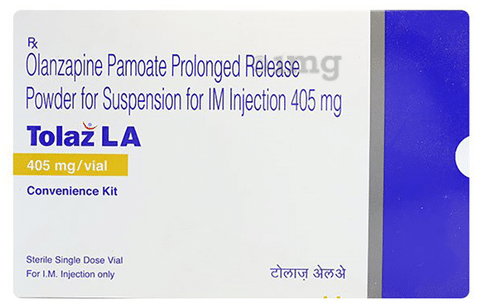 Rx
Olanzapine Pamoate Prolonged Release
Powder for Suspension for IM Injection 405 mg
Tolaz LA
405 mg/vial
Convenience Kit
Sterile Single Dose Vial
For I.M. Injection only
टोलाज़ अेलअे